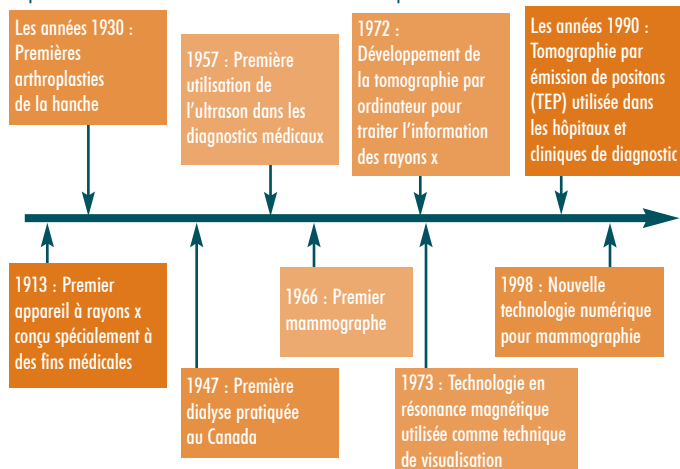 Les années 1930 :
Premières
arthroplasties
de la hanche
1957 : Première
utilisation de
l'ultrason dans les
diagnostics médicaux
1972 :
Développement de
la tomographie par
ordinateur pour
traiter l'information
des rayons x
Les années 1990 :
Tomographie par
émission de positons
(TEP) utilisée dans
les hôpitaux et
cliniques de diagnostic
1913 : Premier
appareil à rayons x
conçu spécialement à
des fins médicales
1947 : Première
dialyse pratiquée
au Canada
1966 : Premier
mammographe
1973 : Technologie en
résonance magnétique
utilisée comme technique
de visualisation
1998 : Nouvelle
technologie numérique
pour mammographie